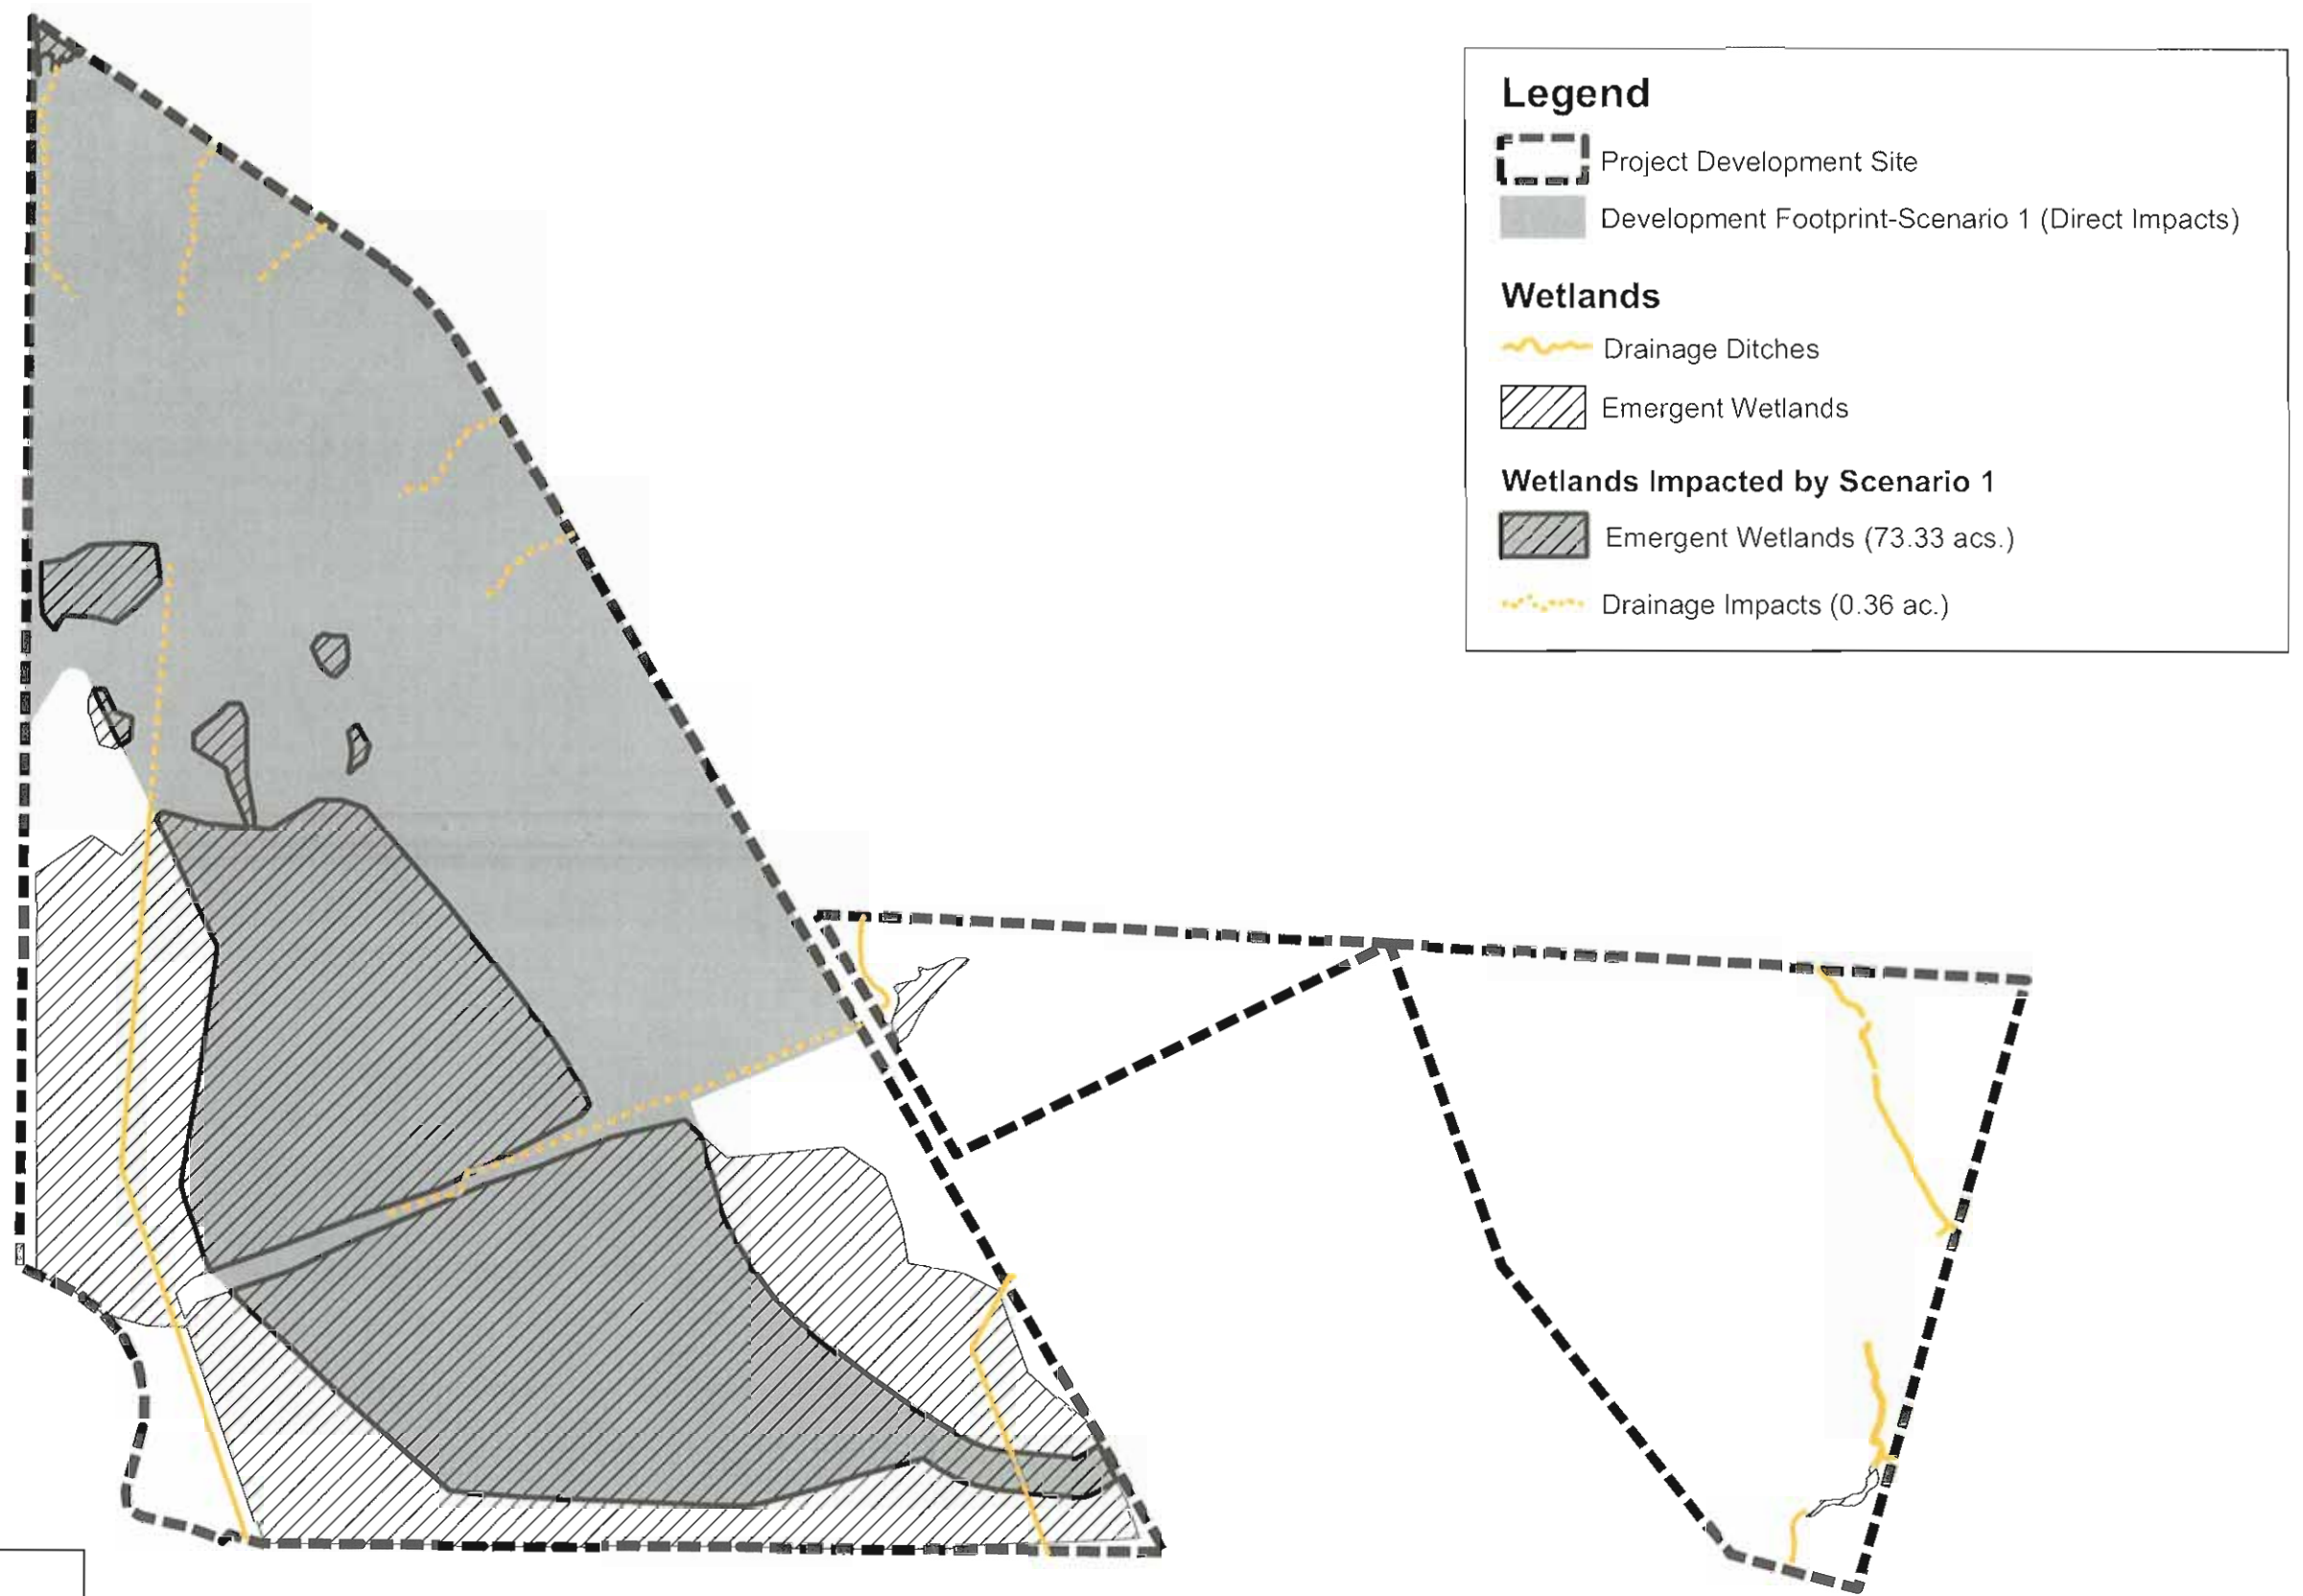 Legend
Project Development Site
Development Footprint-Scenario 1 (Direct Impacts)
Wetlands
Drainage Ditches
Emergent Wetlands
Wetlands Impacted by Scenario 1
Emergent Wetlands (73.33 acs.)
Drainage Impacts (0.36 ac.)